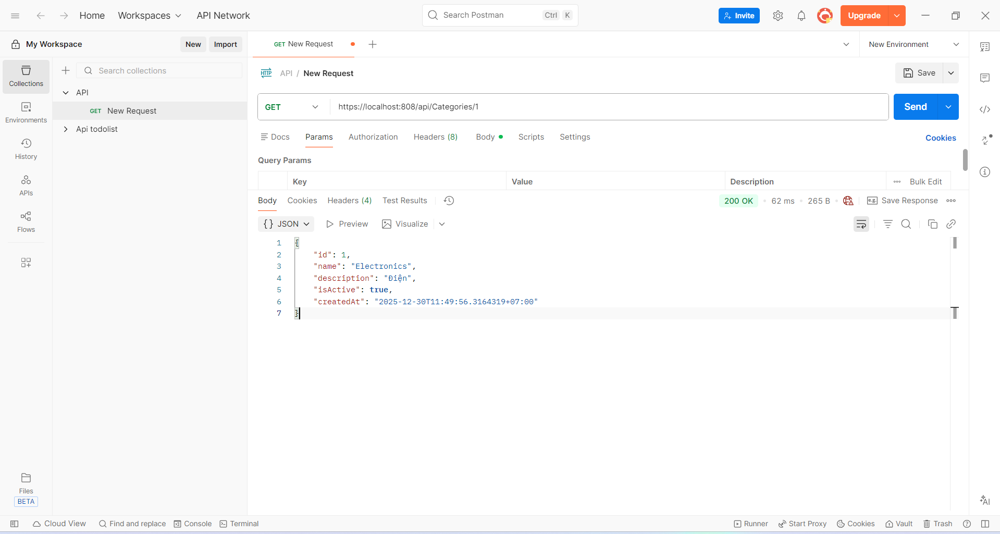 Home
Workspaces
API Network
Search Postman
Ctrl K
Invite
Upgrade
My Workspace
New
Import
GET New Request
New Environment
Collections
Search collections
API
GET New Request
Api todolist
Environments
History
APIs
Flows
Files
BETA
HTTP API / New Request
Save
GET
https://localhost:808/api/Categories/1
Send
Docs
Params
Authorization
Headers (8)
Body
Scripts
Settings
Cookies
Query Params
Key
Value
Description
Bulk Edit
Body
Cookies
Headers (4)
Test Results
200 OK
62 ms
265 B
e.g. Save Response
{} JSON
Preview
Visualize
1 {
2 "id": 1,
3 "name": "Electronics",
4 "description": "Điện",
5 "isActive": true,
6 "createdAt": "2025-12-30T11:49:56.3164319+07:00"
7 }
AI
Cloud View
Find and replace
Console
Terminal
Runner
Start Proxy
Cookies
Vault
Trash